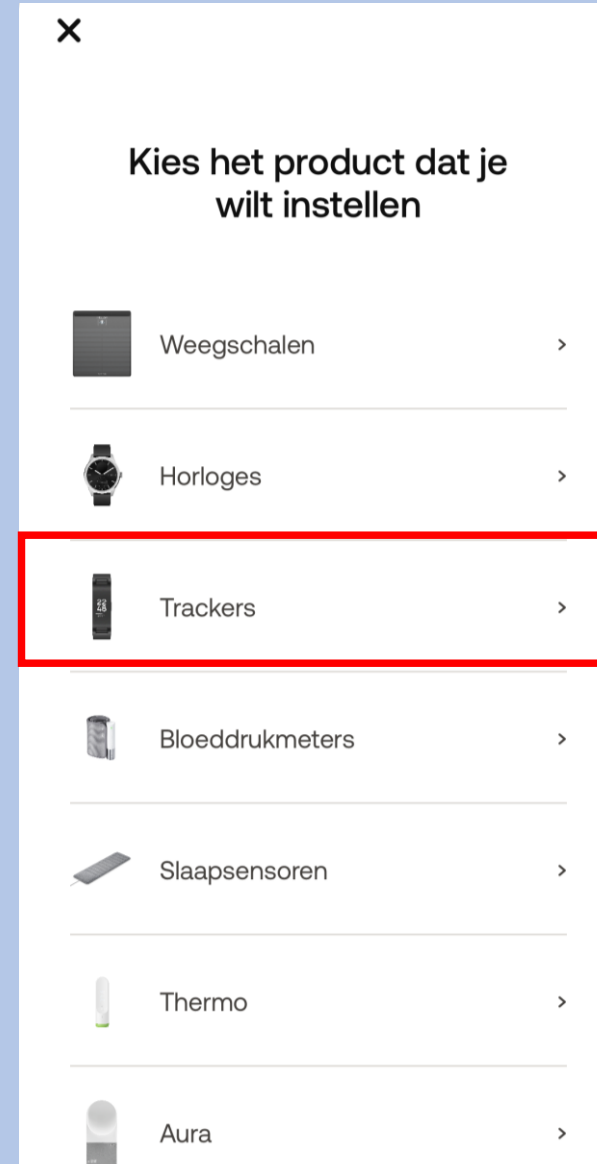 Kies het product dat je
wilt instellen
Weegschalen
Horloges
Trackers
Bloeddrukmeters
Slaapsensoren
Thermo
Aura